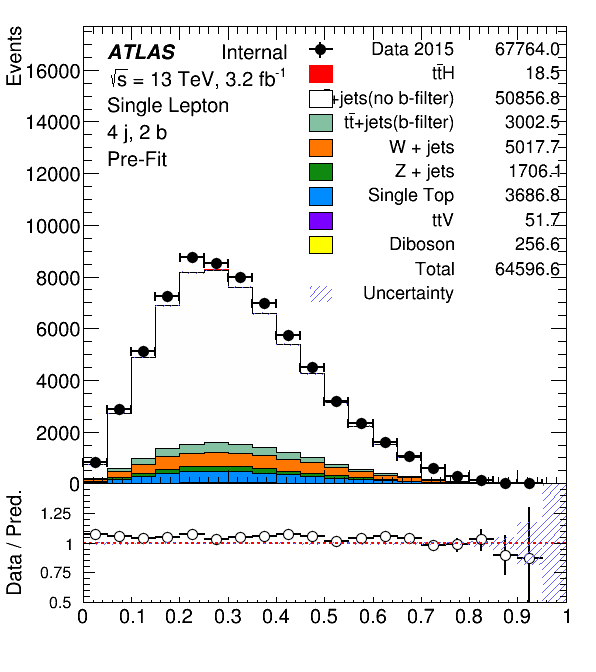 ATLAS Internal
√s = 13 TeV, 3.2 fb-1
Single Lepton
4 j, 2 b
Pre-Fit
Data 2015 67764.0
tt̄H 18.5
+jets(no b-filter) 50856.8
tt̄+jets(b-filter) 3002.5
W + jets 5017.7
Z + jets 1706.1
Single Top 3686.8
ttV 51.7
Diboson 256.6
Total 64596.6
Uncertainty
Events
16000
14000
12000
10000
8000
6000
4000
2000
0
Data / Pred.
1.25
1
0.75
0.5
0 0.1 0.2 0.3 0.4 0.5 0.6 0.7 0.8 0.9 1